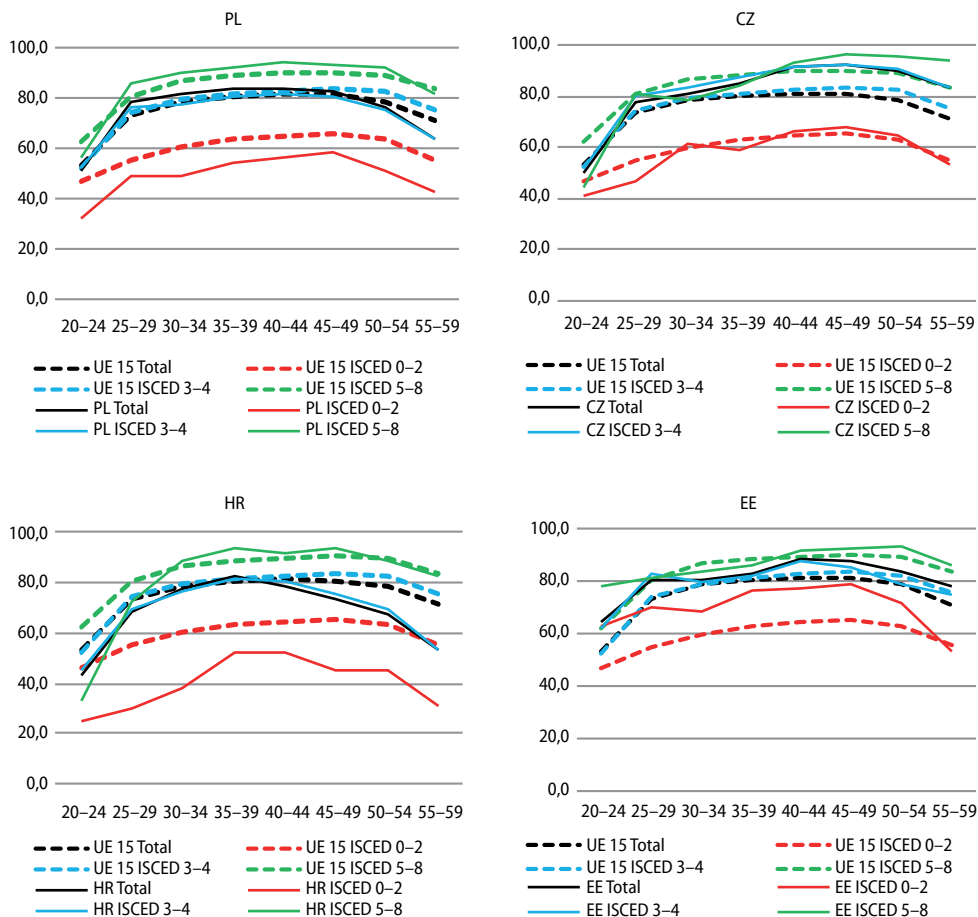 PL
100,0
80,0
60,0
40,0
20,0
0,0
20–24 25–29 30–34 35–39 40–44 45–49 50–54 55–59
UE 15 Total UE 15 ISCED 0–2
UE 15 ISCED 3–4 UE 15 ISCED 5–8
PL Total PL ISCED 0–2
PL ISCED 3–4 PL ISCED 5–8
CZ
100,0
80,0
60,0
40,0
20,0
0,0
20–24 25–29 30–34 35–39 40–44 45–49 50–54 55–59
UE 15 Total UE 15 ISCED 0–2
UE 15 ISCED 3–4 UE 15 ISCED 5–8
CZ Total CZ ISCED 0–2
CZ ISCED 3–4 CZ ISCED 5–8
HR
100,0
80,0
60,0
40,0
20,0
0,0
20–24 25–29 30–34 35–39 40–44 45–49 50–54 55–59
UE 15 Total UE 15 ISCED 0–2
UE 15 ISCED 3–4 UE 15 ISCED 5–8
HR Total HR ISCED 0–2
HR ISCED 3–4 HR ISCED 5–8
EE
100,0
80,0
60,0
40,0
20,0
0,0
20–24 25–29 30–34 35–39 40–44 45–49 50–54 55–59
UE 15 Total UE 15 ISCED 0–2
UE 15 ISCED 3–4 UE 15 ISCED 5–8
EE Total EE ISCED 0–2
EE ISCED 3–4 EE ISCED 5–8